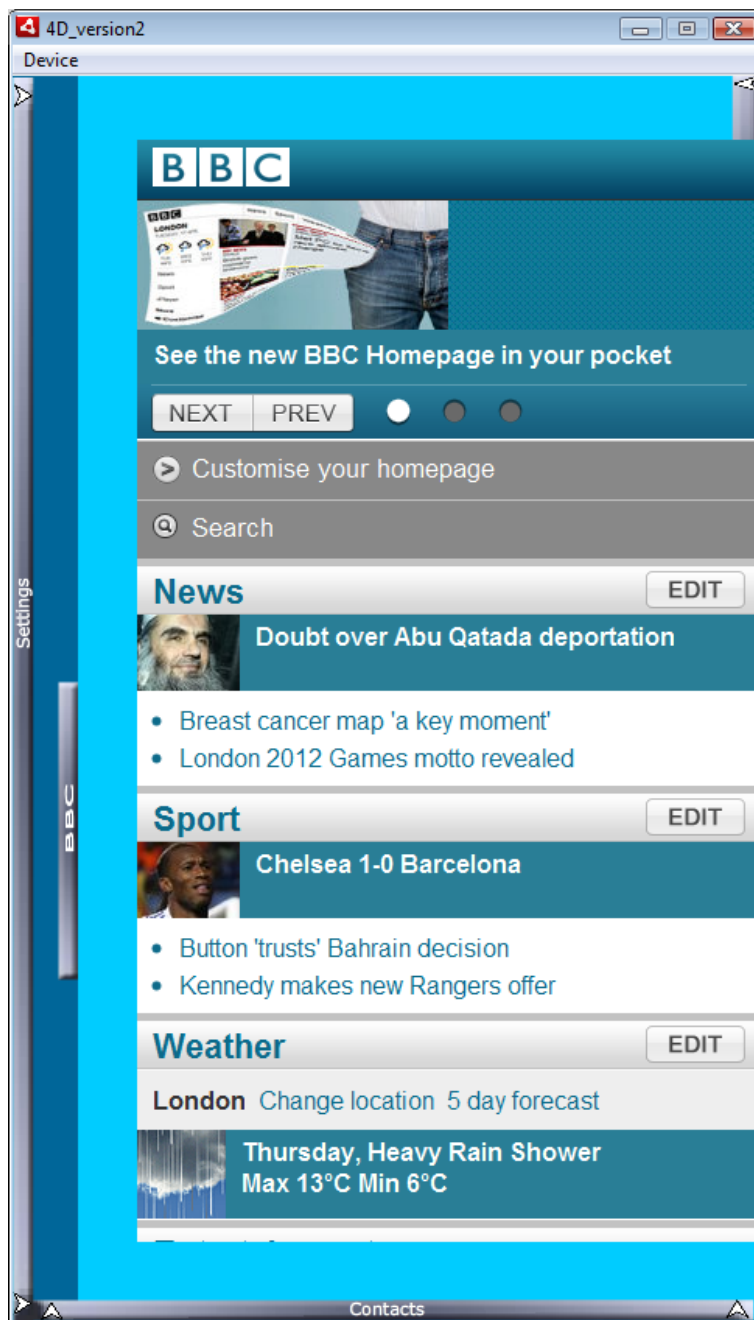 4D_version2
Device
BBC
BBC
LONDON
See the new BBC Homepage in your pocket
NEXT PREV
Customise your homepage
Search
Settings
News EDIT
Doubt over Abu Qatada deportation
Breast cancer map 'a key moment'
London 2012 Games motto revealed
BBC
Sport EDIT
Chelsea 1-0 Barcelona
Button 'trusts' Bahrain decision
Kennedy makes new Rangers offer
Weather EDIT
London Change location 5 day forecast
Thursday, Heavy Rain Shower
Max 13°C Min 6°C
Contacts